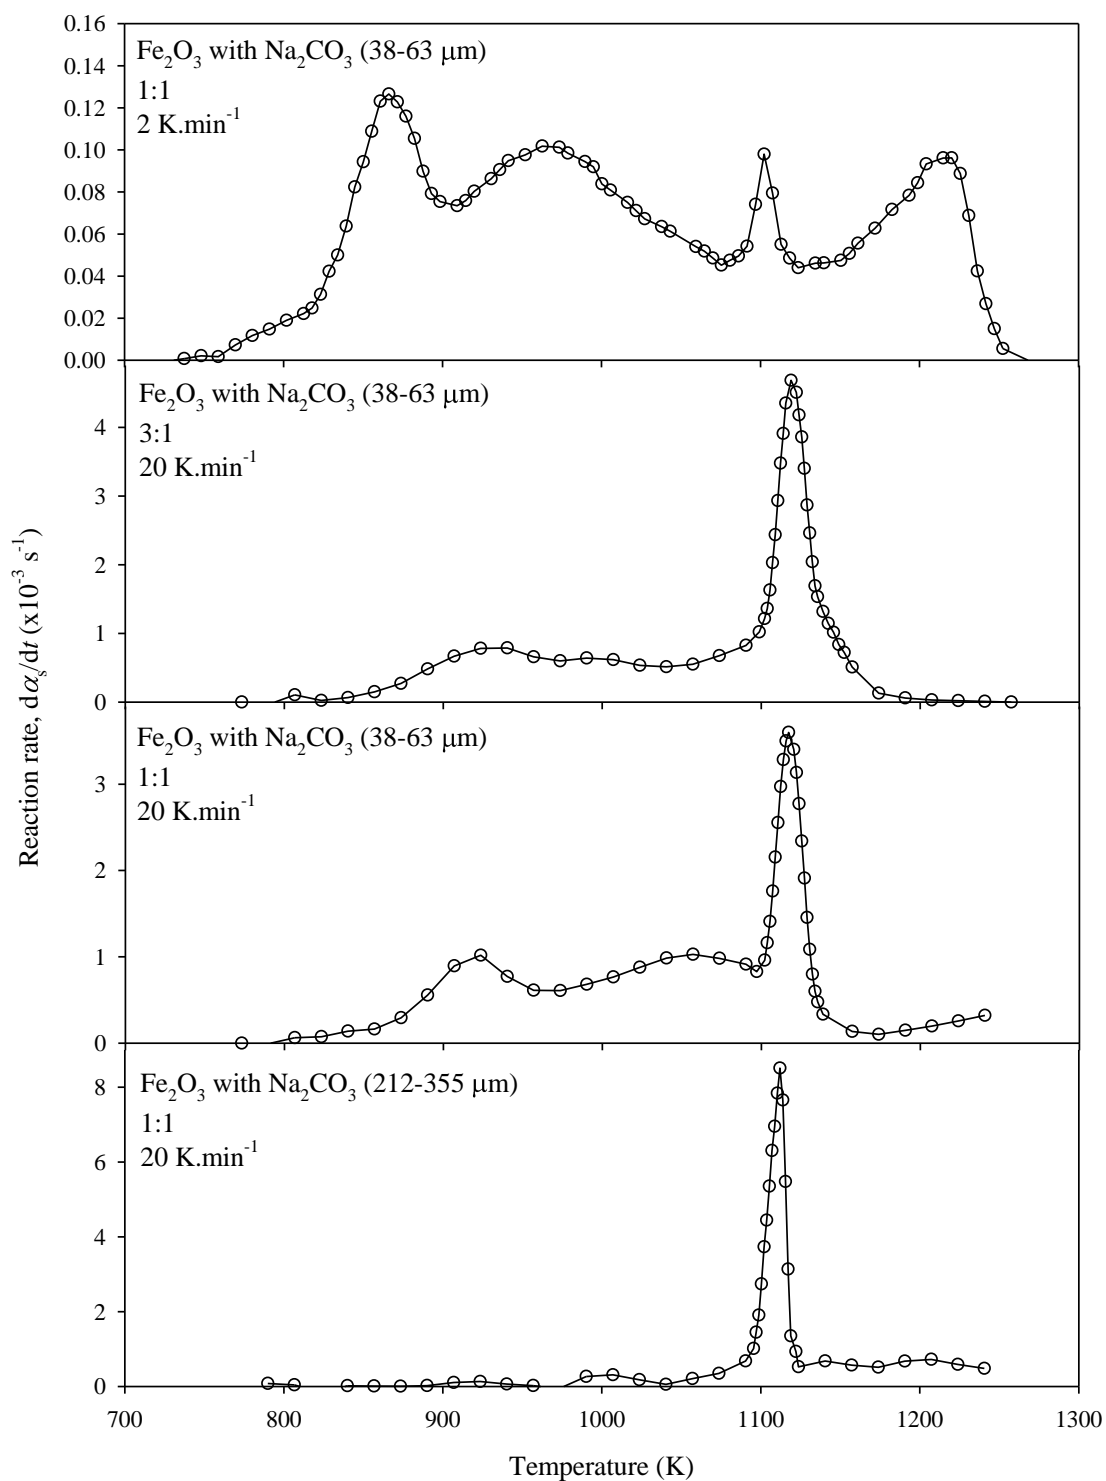 Reaction rate, dαₛ/dt (x10⁻³ s⁻¹)
0.16
0.14
0.12
0.10
0.08
0.06
0.04
0.02
0.00
Fe₂O₃ with Na₂CO₃ (38-63 μm)
1:1
2 K.min⁻¹
4
3
2
1
0
Fe₂O₃ with Na₂CO₃ (38-63 μm)
3:1
20 K.min⁻¹
3
2
1
0
Fe₂O₃ with Na₂CO₃ (38-63 μm)
1:1
20 K.min⁻¹
8
6
4
2
0
Fe₂O₃ with Na₂CO₃ (212-355 μm)
1:1
20 K.min⁻¹
700 800 900 1000 1100 1200 1300
Temperature (K)